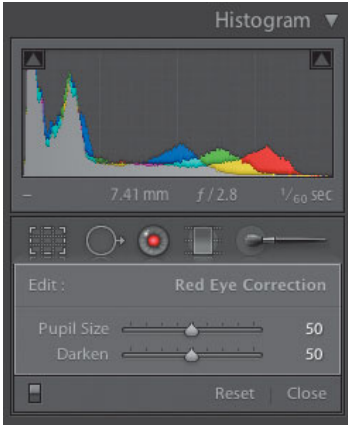 Histogram ▼
– 7.41 mm ƒ / 2.8 1/60 sec
Edit : Red Eye Correction
Pupil Size 50
Darken 50
Reset | Close